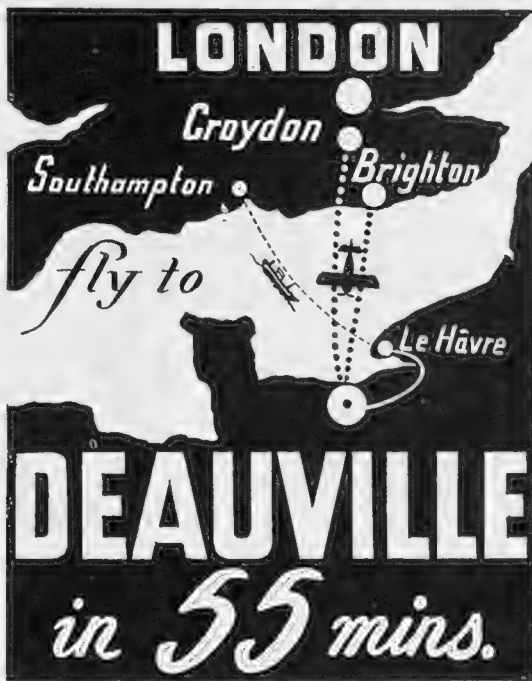 LONDON
Croydon
Brighton
Southampton
fly to
Le Hâvre
DEAUVILLE
in 55 mins.